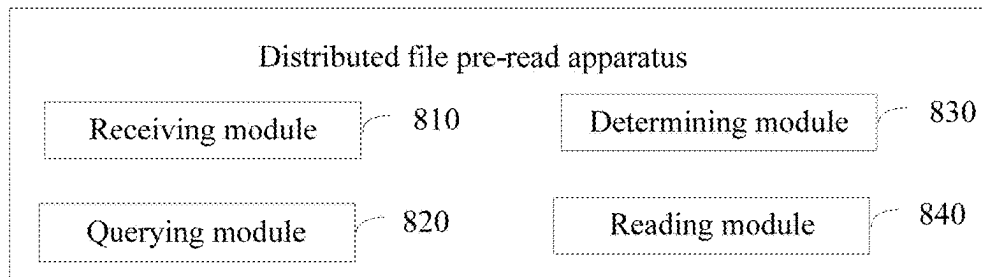 Distributed file pre-read apparatus
Receiving module 810
Determining module 830
Querying module 820
Reading module 840